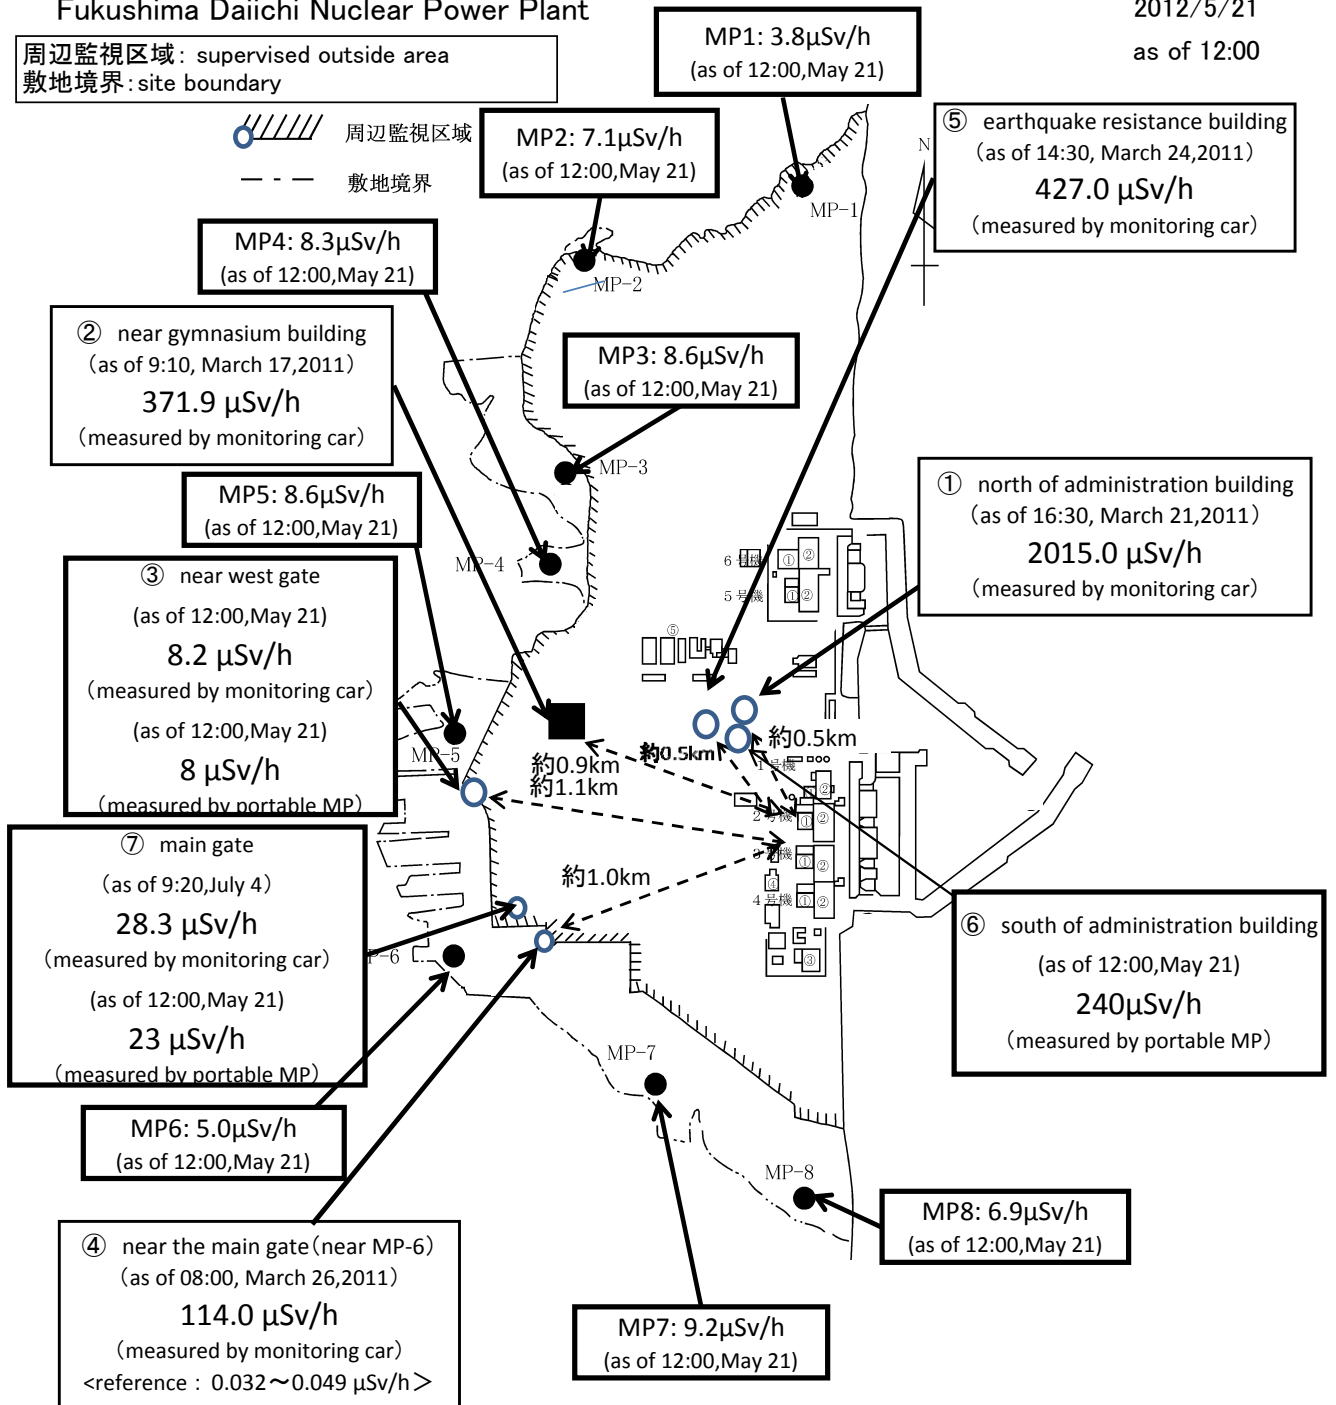 Fukushima Daiichi Nuclear Power Plant
2012/5/21
as of 12:00
周辺監視区域: supervised outside area
敷地境界:site boundary
周辺監視区域
敷地境界
MP1: 3.8μSv/h
(as of 12:00,May 21)
MP2: 7.1μSv/h
(as of 12:00,May 21)
⑤ earthquake resistance building
(as of 14:30, March 24,2011)
427.0 μSv/h
(measured by monitoring car)
N
MP-1
MP4: 8.3μSv/h
(as of 12:00,May 21)
MP-2
② near gymnasium building
(as of 9:10, March 17,2011)
371.9 μSv/h
(measured by monitoring car)
MP3: 8.6μSv/h
(as of 12:00,May 21)
MP-3
MP5: 8.6μSv/h
(as of 12:00,May 21)
① north of administration building
(as of 16:30, March 21,2011)
2015.0 μSv/h
(measured by monitoring car)
MP-4
③ near west gate
(as of 12:00,May 21)
8.2 μSv/h
(measured by monitoring car)
(as of 12:00,May 21)
8 μSv/h
(measured by portable MP)
6号機
① ②
5号機
① ②
⑤
MP-5
約0.9km
約1.1km
約0.5km
約0.5km
1号機
②
2号機
① ②
3号機
① ②
4号機
① ②
④
③
約1.0km
⑦ main gate
(as of 9:20,July 4)
28.3 μSv/h
(measured by monitoring car)
(as of 12:00,May 21)
23 μSv/h
(measured by portable MP)
P-6
⑥ south of administration building
(as of 12:00,May 21)
240μSv/h
(measured by portable MP)
MP-7
MP6: 5.0μSv/h
(as of 12:00,May 21)
MP-8
MP8: 6.9μSv/h
(as of 12:00,May 21)
④ near the main gate(near MP-6)
(as of 08:00, March 26,2011)
114.0 μSv/h
(measured by monitoring car)
<reference : 0.032～0.049 μSv/h＞
MP7: 9.2μSv/h
(as of 12:00,May 21)